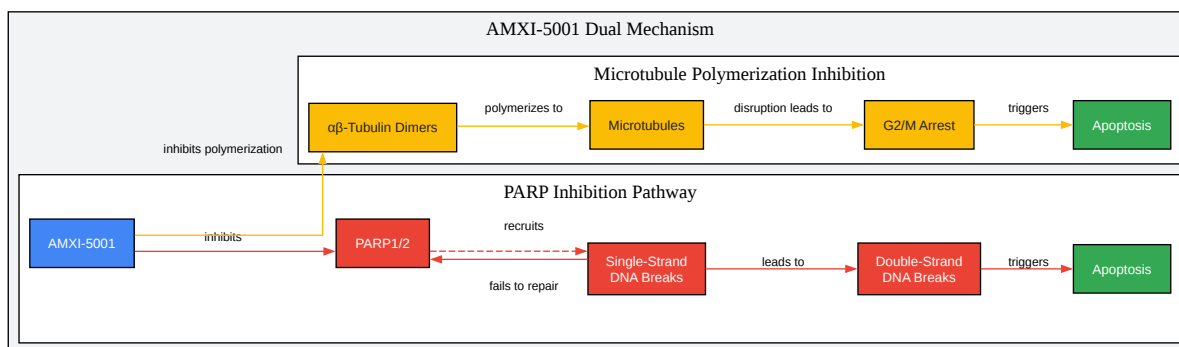 AMXI-5001 Dual Mechanism
Microtubule Polymerization Inhibition
αβ-Tubulin Dimers
polymerizes to
Microtubules
disruption leads to
G2/M Arrest
triggers
Apoptosis
inhibits polymerization
PARP Inhibition Pathway
AMXI-5001
inhibits
PARP1/2
recruits
fails to repair
Single-Strand
DNA Breaks
leads to
Double-Strand
DNA Breaks
triggers
Apoptosis